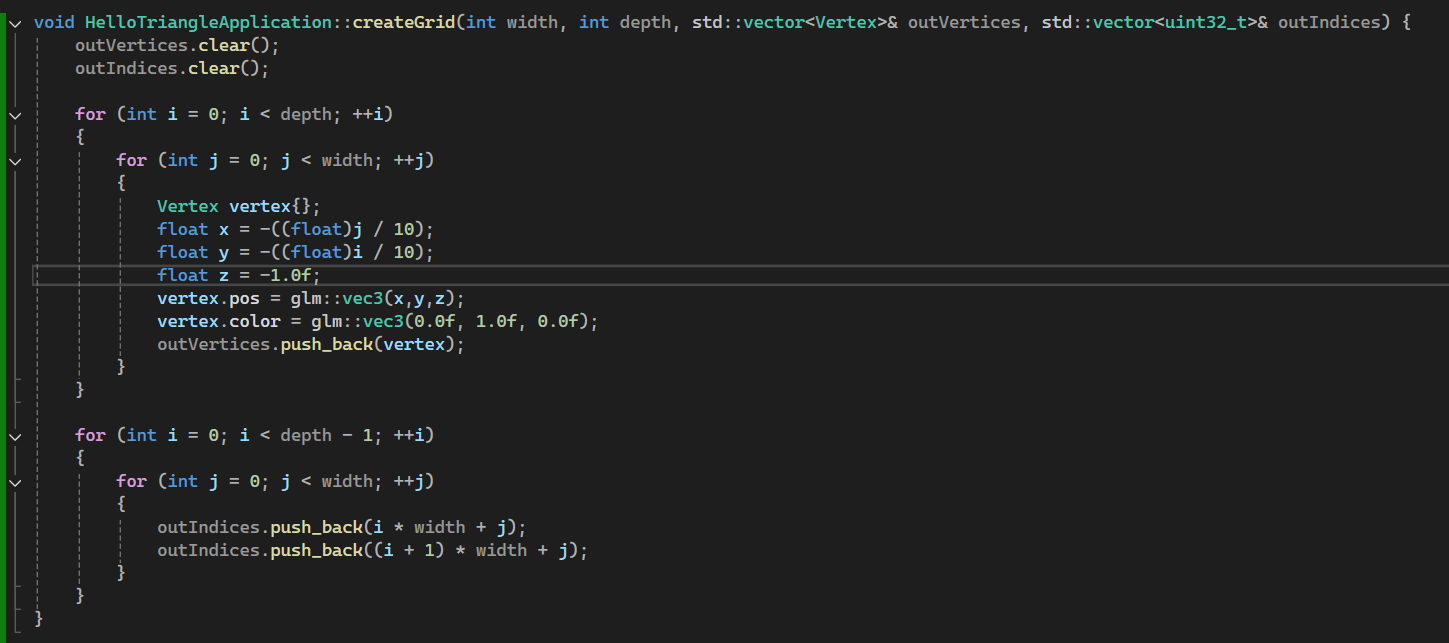 void HelloTriangleApplication::createGrid(int width, int depth, std::vector<Vertex>& outVertices, std::vector<uint32_t>& outIndices) {
    outVertices.clear();
    outIndices.clear();

    for (int i = 0; i < depth; ++i)
    {
        for (int j = 0; j < width; ++j)
        {
            Vertex vertex{};
            float x = -((float)j / 10);
            float y = -((float)i / 10);
            float z = -1.0f;
            vertex.pos = glm::vec3(x,y,z);
            vertex.color = glm::vec3(0.0f, 1.0f, 0.0f);
            outVertices.push_back(vertex);
        }
    }

    for (int i = 0; i < depth - 1; ++i)
    {
        for (int j = 0; j < width; ++j)
        {
            outIndices.push_back(i * width + j);
            outIndices.push_back((i + 1) * width + j);
        }
    }
}